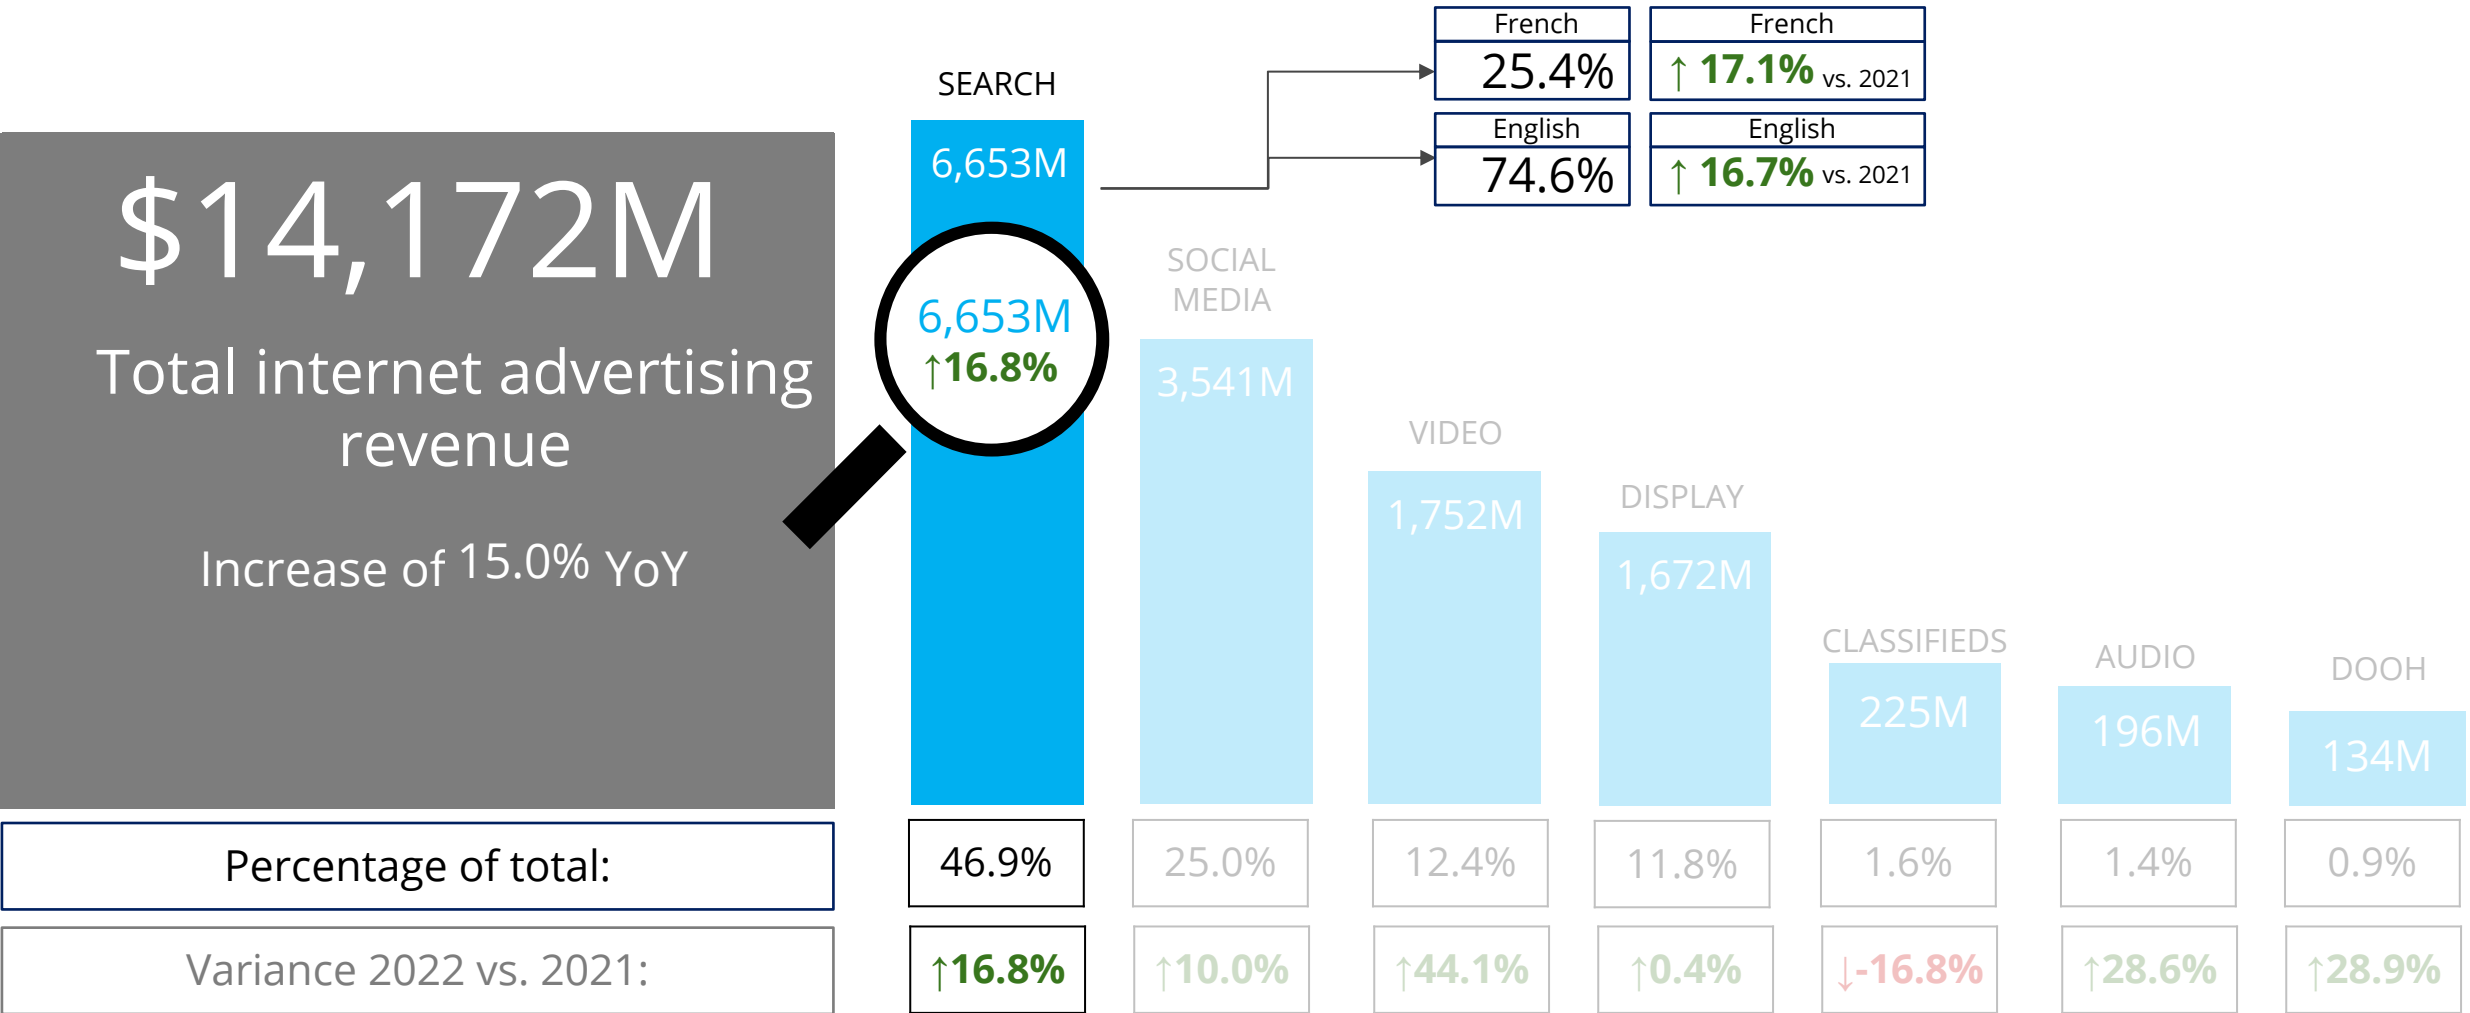 French
25.4%
French
↑ 17.1% vs. 2021
English
74.6%
English
↑ 16.7% vs. 2021
$14,172M
Total internet advertising
revenue
Increase of 15.0% YoY
SEARCH
6,653M
6,653M
↑16.8%
SOCIAL
MEDIA
3,541M
VIDEO
1,752M
DISPLAY
1,672M
CLASSIFIEDS
225M
AUDIO
196M
DOOH
134M
Percentage of total:
46.9%
25.0%
12.4%
11.8%
1.6%
1.4%
0.9%
Variance 2022 vs. 2021:
↑16.8%
↑10.0%
↑44.1%
↑0.4%
↓-16.8%
↑28.6%
↑28.9%